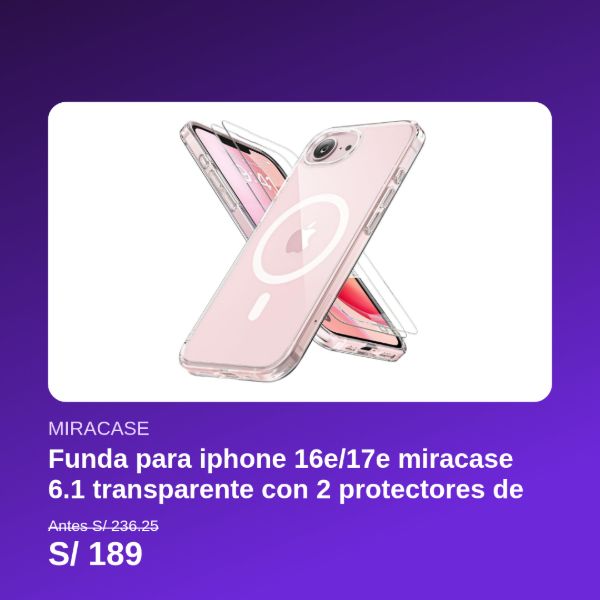 MIRACASE
Funda para iphone 16e/17e miracase
6.1 transparente con 2 protectores de
Antes S/ 236.25
S/ 189